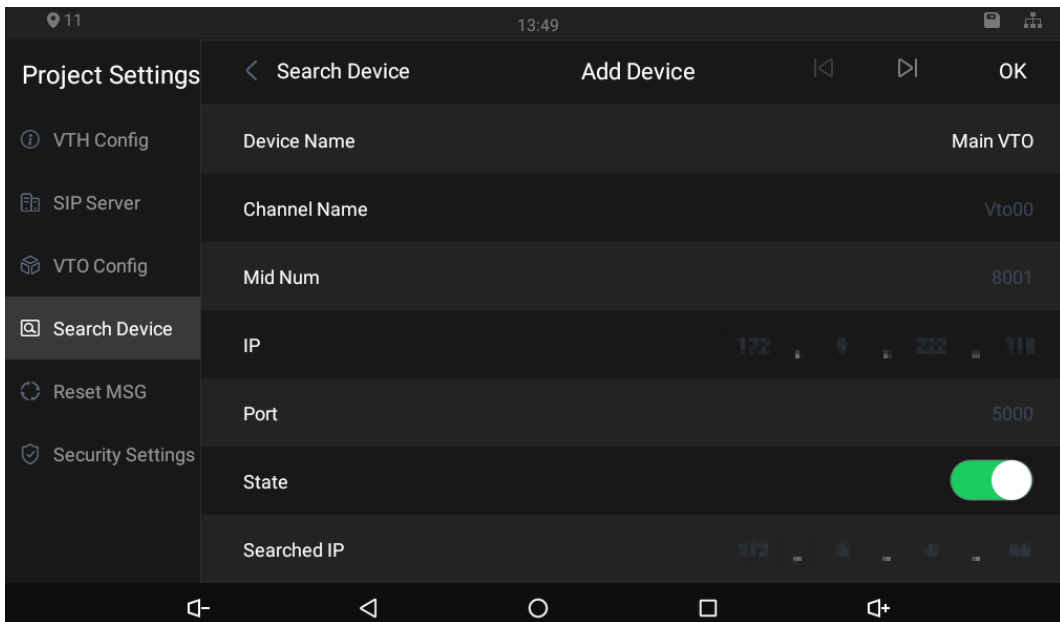 11
13:49
Project Settings
Search Device
Add Device
OK
VTH Config
SIP Server
VTO Config
Search Device
Reset MSG
Security Settings
Device Name
Main VTO
Channel Name
Vto00
Mid Num
8001
IP
Port
5000
State
Searched IP